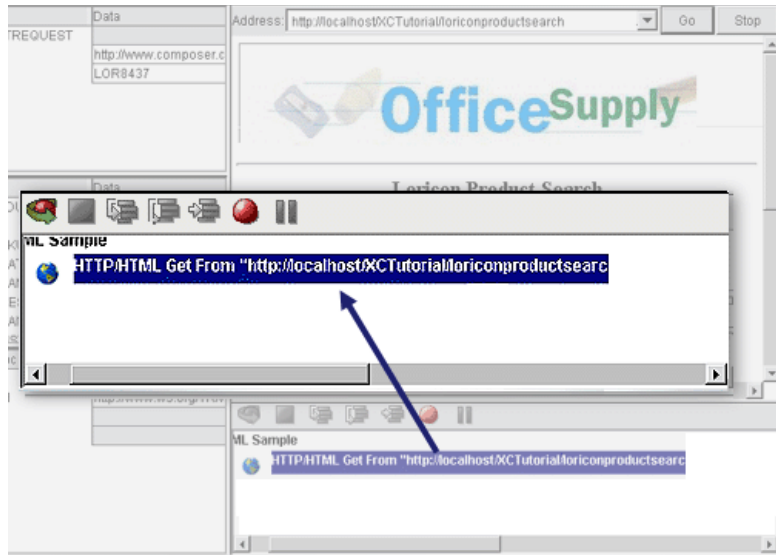 Data
Address: http://localhost/XCTutorial/loriconproductsearch Go Stop
TREQUEST
http://www.composer.c
LOR8437
OfficeSupply
Data
ML Sample
HTTP/HTML Get From "http://localhost/XCTutorial/loriconproductsearc
ML Sample
HTTP/HTML Get From "http://localhost/XCTutorial/loriconproductsearc